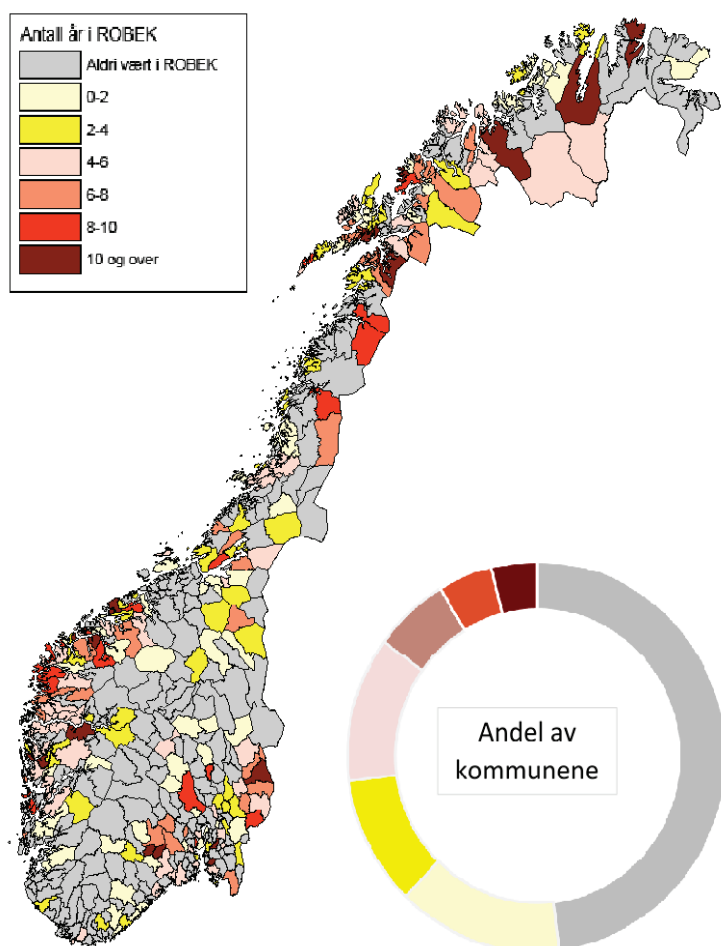 Antall år i ROBEK
Aldri vært i ROBEK
0-2
2-4
4-6
6-8
8-10
10 og over
Andel av
kommunene